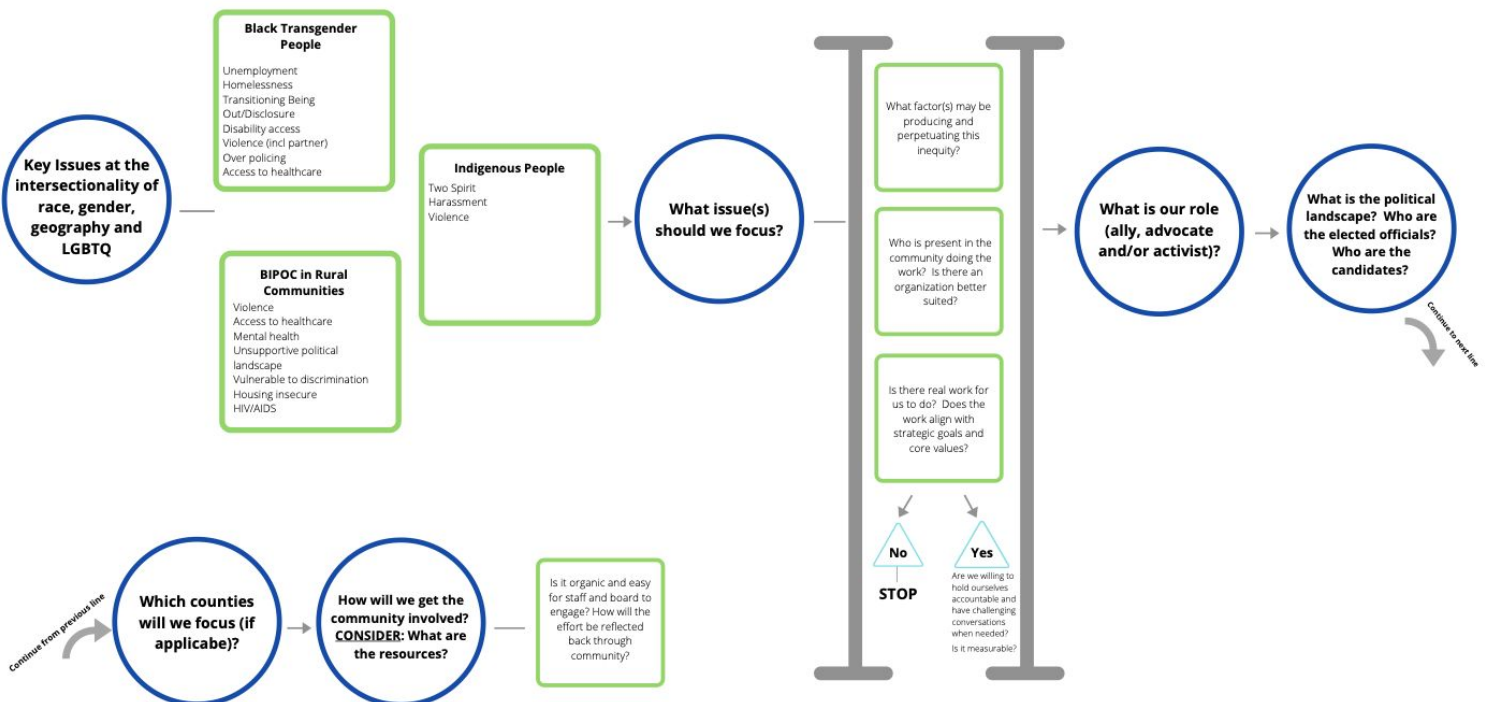 Key Issues at the
intersectionality of
race, gender,
geography and
LGBTQ
Black Transgender
People
Unemployment
Homelessness
Transitioning Being
Out/Disclosure
Disability access
Violence (incl partner)
Over policing
Access to healthcare
BIPOC in Rural
Communities
Violence
Access to healthcare
Mental health
Unsupportive political
landscape
Vulnerable to discrimination
Housing insecure
HIV/AIDS
Indigenous People
Two Spirit
Harassment
Violence
What issue(s)
should we focus?
What factor(s) may be
producing and
perpetuating this
inequity?
Who is present in the
community doing the
work? Is there an
organization better
suited?
Is there real work for
us to do? Does the
work align with
strategic goals and
core values?
No
STOP
Yes
Are we willing to
hold ourselves
accountable and
have challenging
conversations
when needed?
Is it measurable?
What is our role
(ally, advocate
and/or activist)?
What is the political
landscape? Who are
the elected officials?
Who are the
candidates?
Continue to next line
Continue from previous line
Which counties
will we focus (if
applicabe)?
How will we get the
community involved?
CONSIDER: What are
the resources?
Is it organic and easy
for staff and board to
engage? How will the
effort be reflected
back through
community?